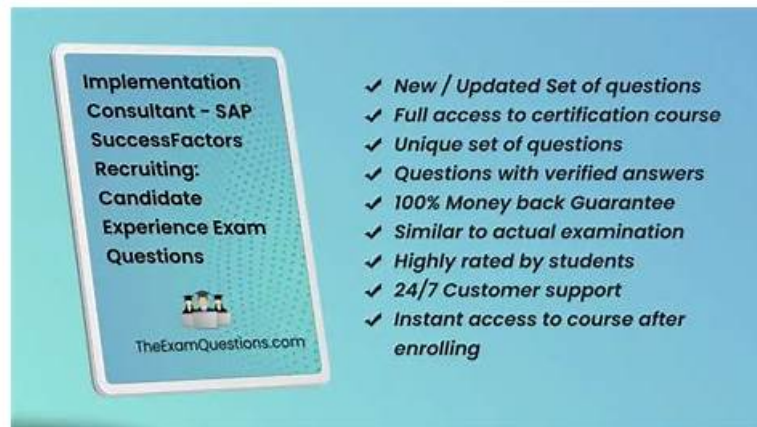 Implementation
Consultant - SAP
SuccessFactors
Recruiting:
Candidate
Experience Exam
Questions
TheExamQuestions.com
✓ New / Updated Set of questions
✓ Full access to certification course
✓ Unique set of questions
✓ Questions with verified answers
✓ 100% Money back Guarantee
✓ Similar to actual examination
✓ Highly rated by students
✓ 24/7 Customer support
✓ Instant access to course after
enrolling